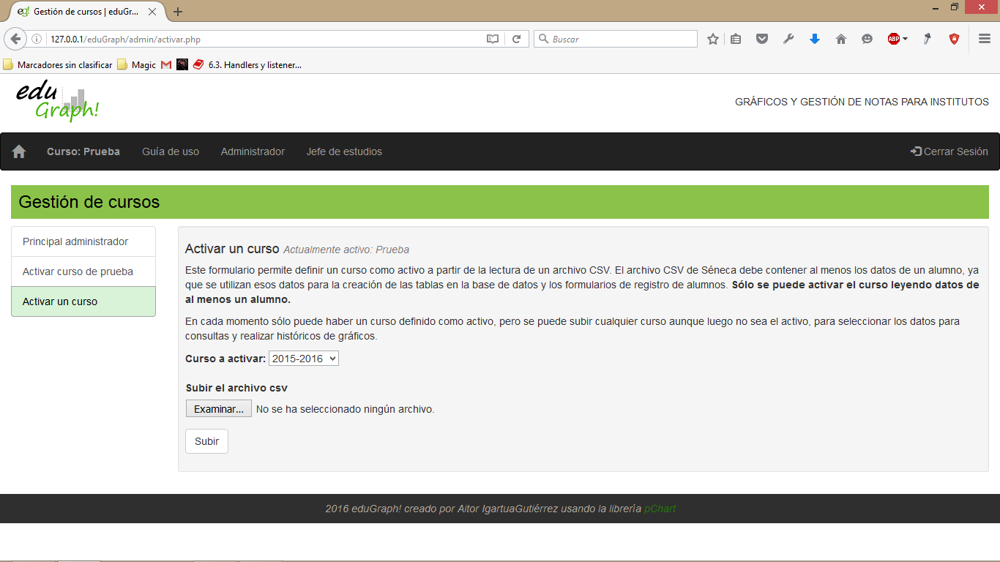 Gestión de cursos | eduGr...
127.0.0.1/eduGraph/admin/activar.php
Buscar
ABP
Marcadores sin clasificar
Magic
6.3. Handlers y listener...
edu
Graph!
GRÁFICOS Y GESTIÓN DE NOTAS PARA INSTITUTOS
Curso: Prueba
Guía de uso
Administrador
Jefe de estudios
Cerrar Sesión
Gestión de cursos
Principal administrador
Activar curso de prueba
Activar un curso
Activar un curso Actualmente activo: Prueba
Este formulario permite definir un curso como activo a partir de la lectura de un archivo CSV. El archivo CSV de Séneca debe contener al menos los datos de un alumno, ya
que se utilizan esos datos para la creación de las tablas en la base de datos y los formularios de registro de alumnos. Sólo se puede activar el curso leyendo datos de
al menos un alumno.
En cada momento sólo puede haber un curso definido como activo, pero se puede subir cualquier curso aunque luego no sea el activo, para seleccionar los datos para
consultas y realizar históricos de gráficos.
Curso a activar: 2015-2016
Subir el archivo csv
Examinar... No se ha seleccionado ningún archivo.
Subir
2016 eduGraph! creado por Aitor IgartuaGutiérrez usando la librería pChart